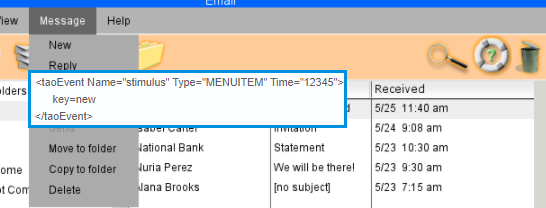 Email
View Message Help
New
Reply
<taoEvent Name="stimulus" Type="MENUITEM" Time="12345">
key=new
</taoEvent>
Received
5/25 11:40 am
Isabel Carter Invitation 5/24 9:08 am
Move to folder National Bank Statement 5/23 10:30 am
Copy to folder Nuria Perez We will be there! 5/23 9:30 am
Delete Alana Brooks [no subject] 5/23 7:15 am